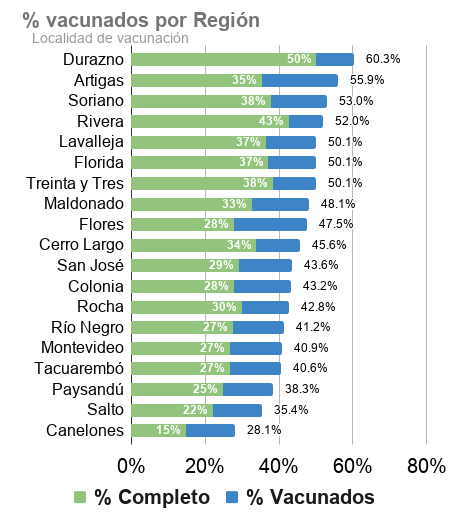 % vacunados por Región
Localidad de vacunación
Durazno 50% 60.3%
Artigas 35% 55.9%
Soriano 38% 53.0%
Rivera 43% 52.0%
Lavalleja 37% 50.1%
Florida 37% 50.1%
Treinta y Tres 38% 50.1%
Maldonado 33% 48.1%
Flores 28% 47.5%
Cerro Largo 34% 45.6%
San José 29% 43.6%
Colonia 28% 43.2%
Rocha 30% 42.8%
Río Negro 27% 41.2%
Montevideo 27% 40.9%
Tacuarembó 27% 40.6%
Paysandú 25% 38.3%
Salto 22% 35.4%
Canelones 15% 28.1%
0% 20% 40% 60% 80%
% Completo % Vacunados